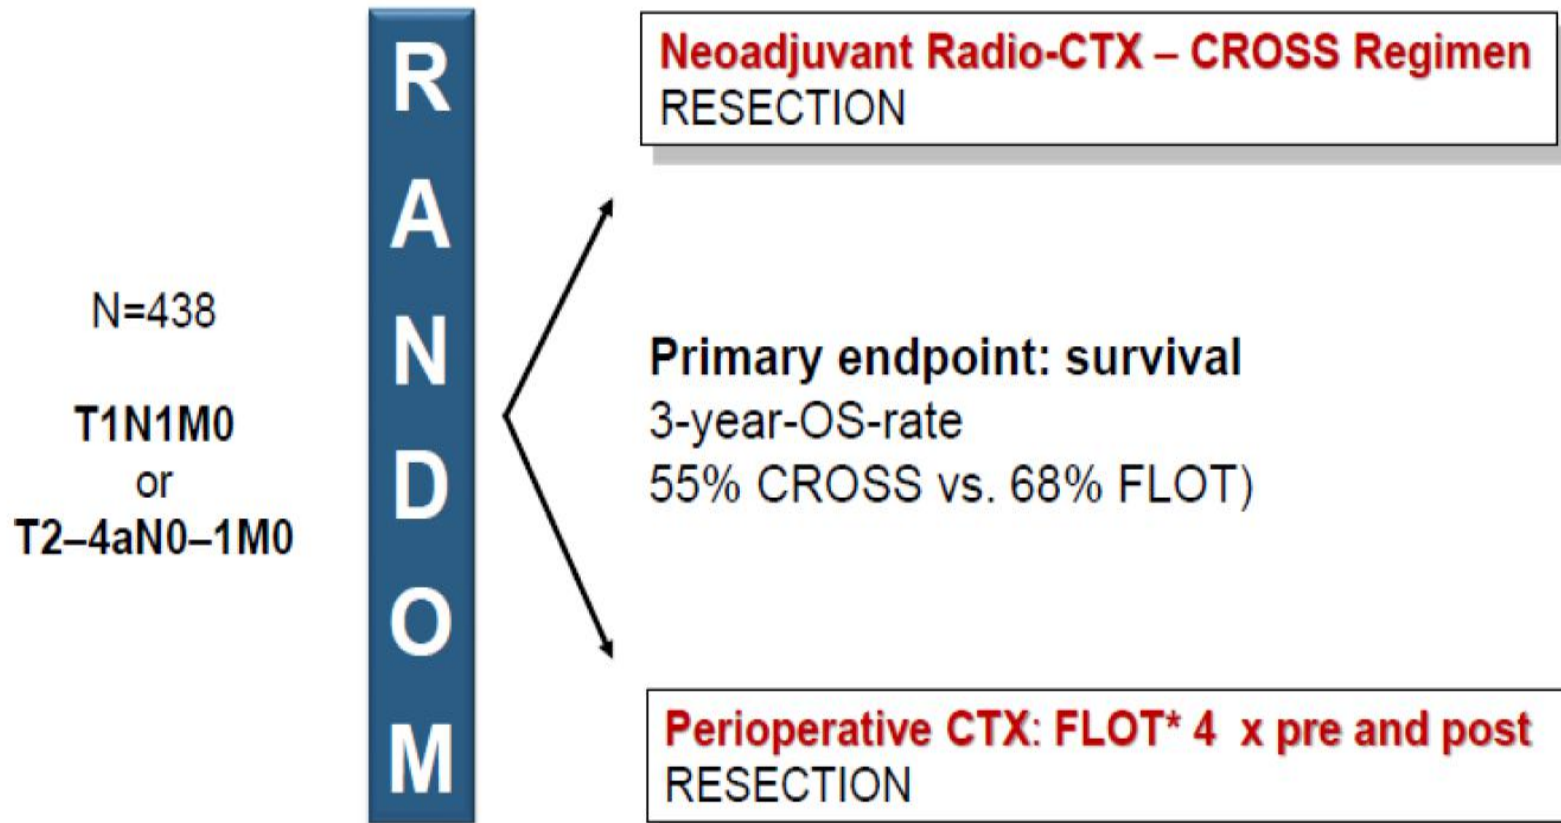 N=438
T1N1M0
or
T2–4aN0–1M0
RANDOM
Neoadjuvant Radio-CTX – CROSS Regimen
RESECTION
Primary endpoint: survival
3-year-OS-rate
55% CROSS vs. 68% FLOT)
Perioperative CTX: FLOT* 4 x pre and post
RESECTION